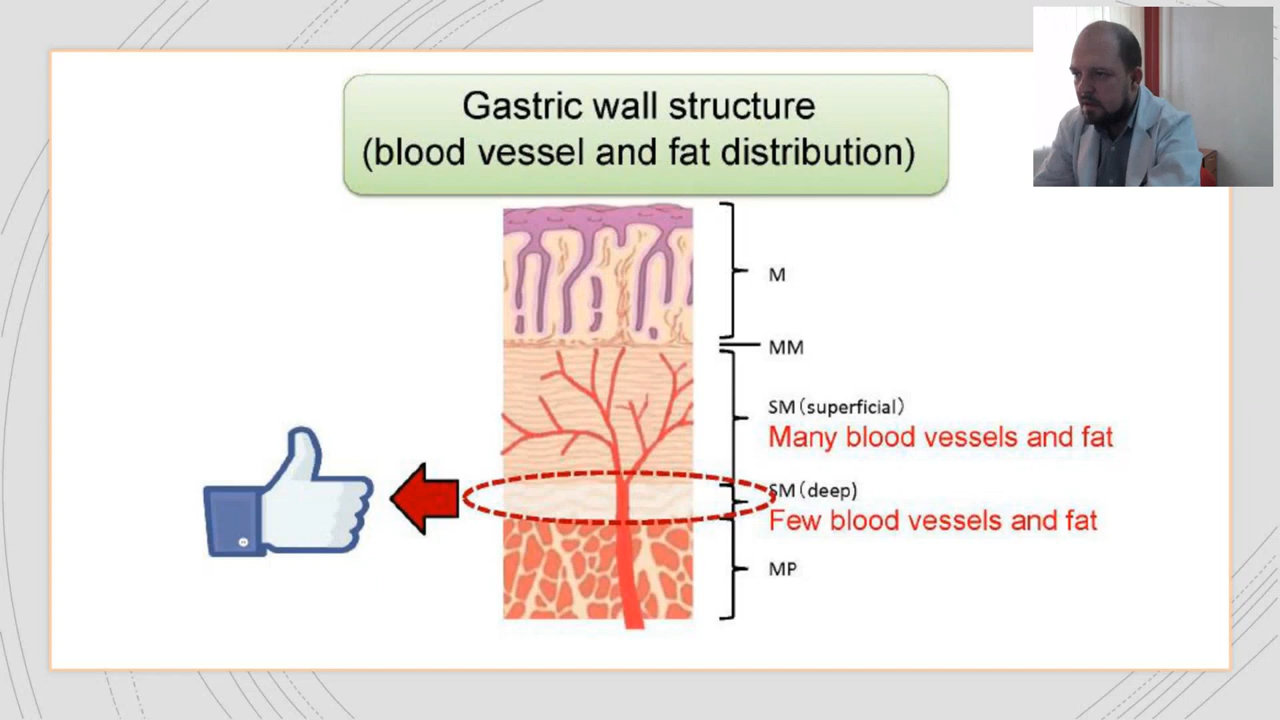 Gastric wall structure
(blood vessel and fat distribution)
M
MM
SM(superficial)
Many blood vessels and fat
SM(deep)
Few blood vessels and fat
MP